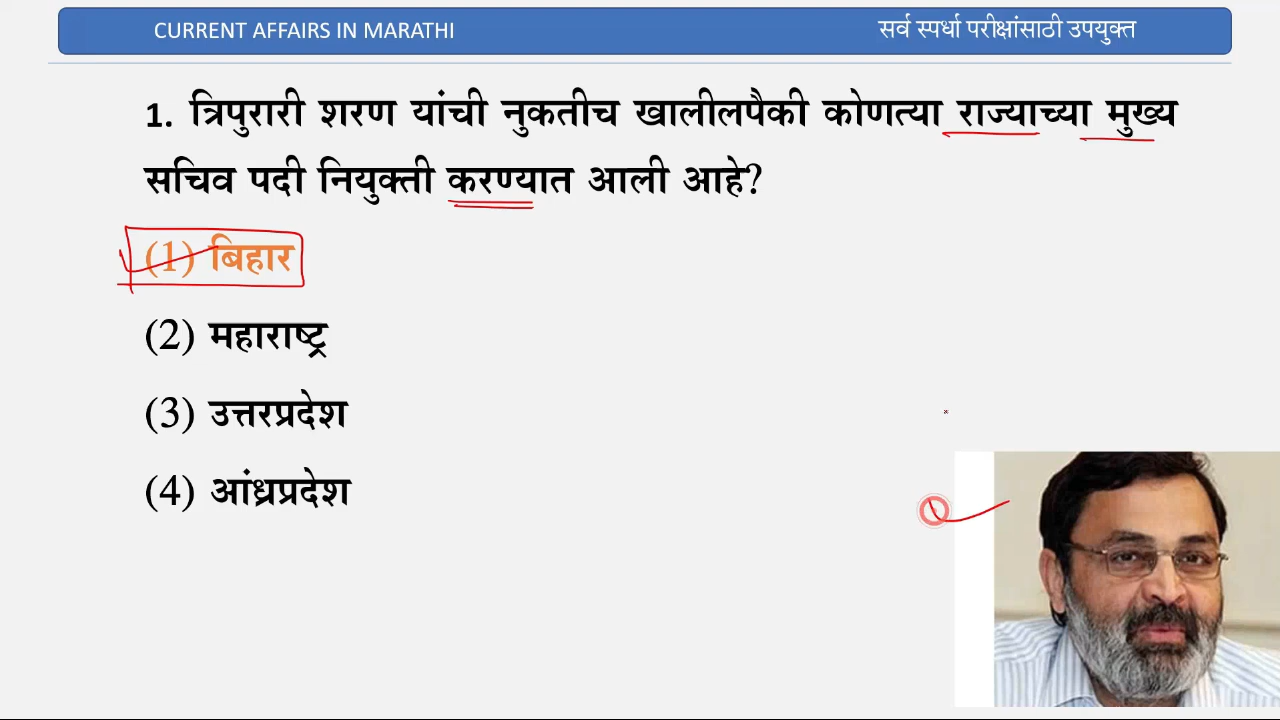 CURRENT AFFAIRS IN MARATHI
सर्व स्पर्धा परीक्षांसाठी उपयुक्त
1. त्रिपुरारी शरण यांची नुकतीच खालीलपैकी कोणत्या राज्याच्या मुख्य
सचिव पदी नियुक्ती करण्यात आली आहे?
(1) बिहार
(2) महाराष्ट्र
(3) उत्तरप्रदेश
(4) आंध्रप्रदेश